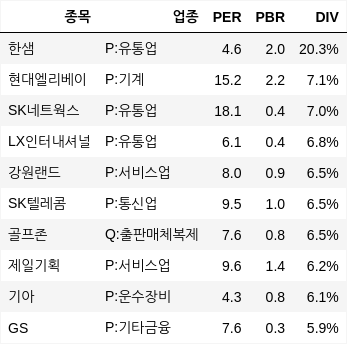 종목 업종 PER PBR DIV
한샘 P:유통업 4.6 2.0 20.3%
현대엘리베이 P:기계 15.2 2.2 7.1%
SK네트웍스 P:유통업 18.1 0.4 7.0%
LX인터내셔널 P:유통업 6.1 0.4 6.8%
강원랜드 P:서비스업 8.0 0.9 6.5%
SK텔레콤 P:통신업 9.5 1.0 6.5%
골프존 Q:출판매체복제 7.6 0.8 6.5%
제일기획 P:서비스업 9.6 1.4 6.2%
기아 P:운수장비 4.3 0.8 6.1%
GS P:기타금융 7.6 0.3 5.9%